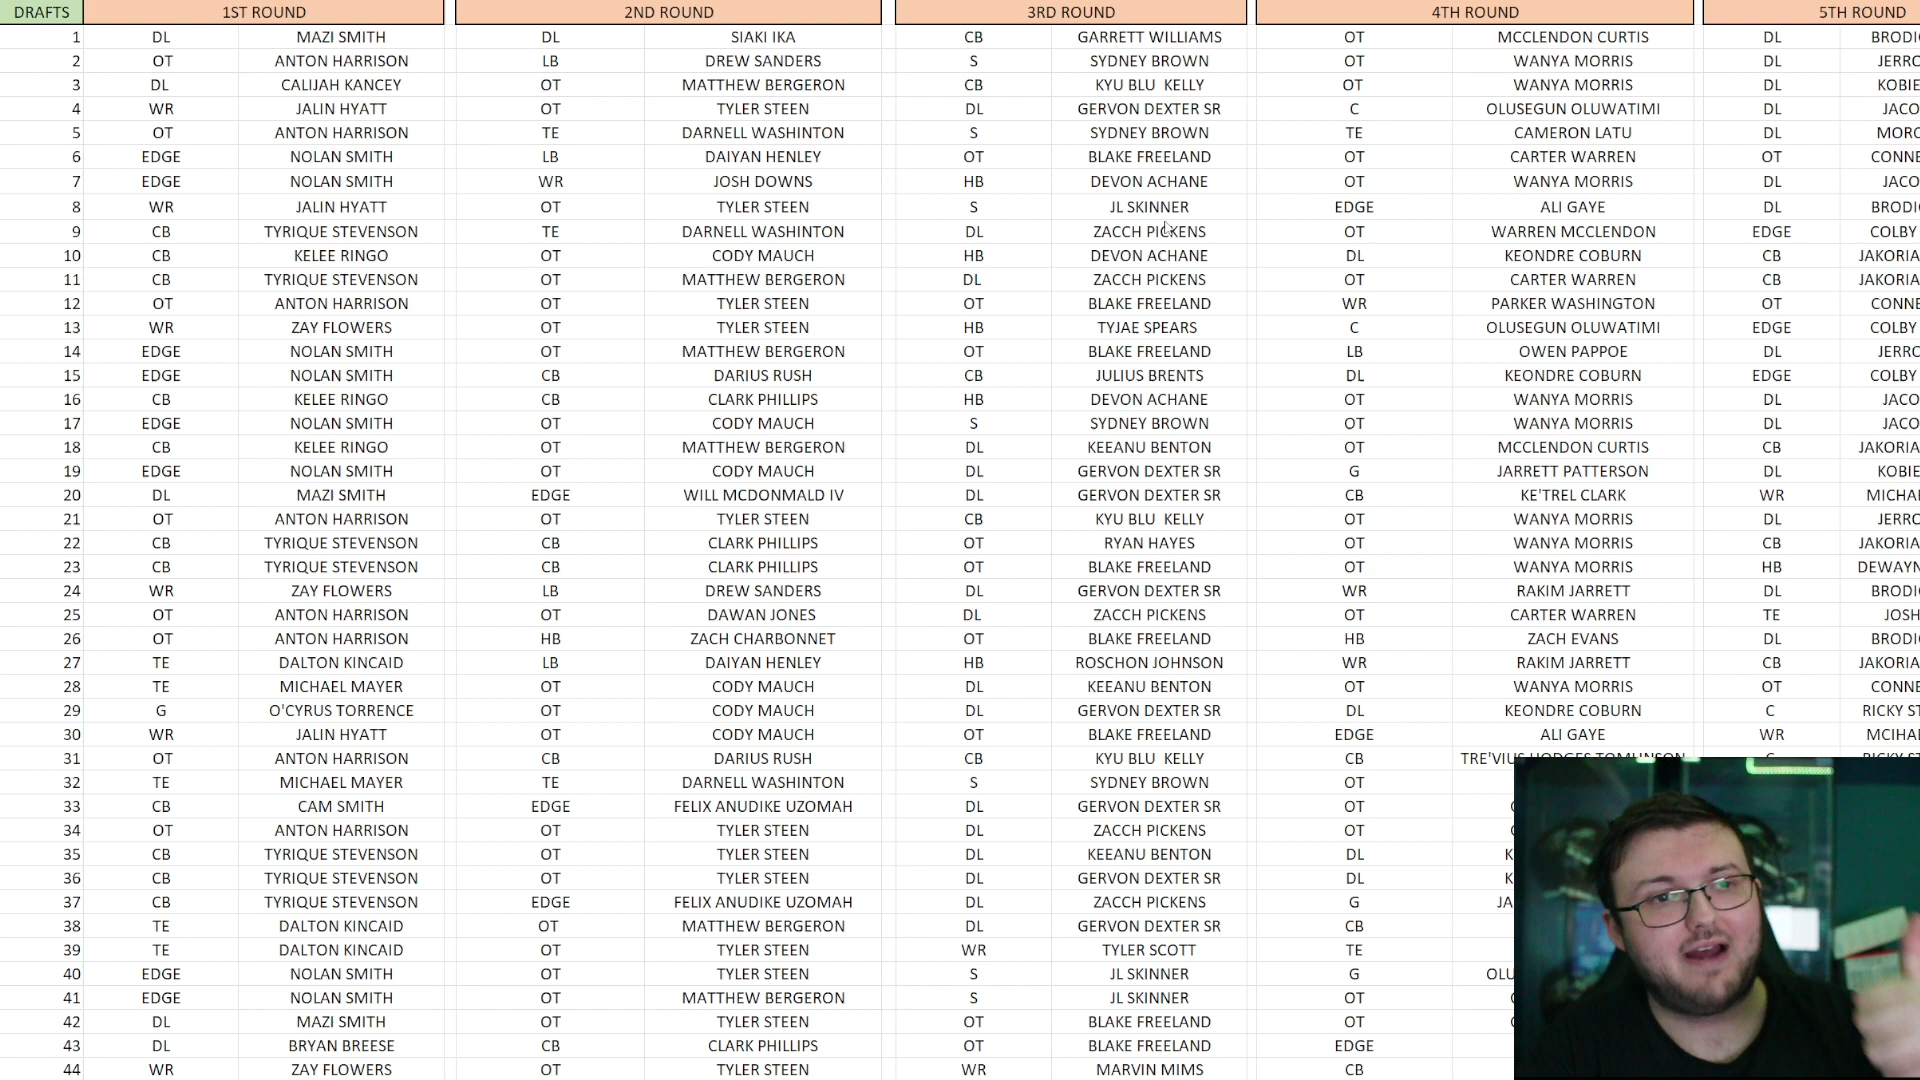 DRAFTS 1ST ROUND 2ND ROUND 3RD ROUND 4TH ROUND 5TH ROUND
1 DL MAZI SMITH DL SIAKI IKA CB GARRETT WILLIAMS OT MCCLENDON CURTIS DL
2 OT ANTON HARRISON LB DREW SANDERS S SYDNEY BROWN OT WANYA MORRIS DL
3 DL CALIJAH KANCEY OT MATTHEW BERGERON CB KYU BLU KELLY OT WANYA MORRIS DL
4 WR JALIN HYATT OT TYLER STEEN DL GERVON DEXTER SR C OLUSEGUN OLUWATIMI DL
5 OT ANTON HARRISON TE DARNELL WASHINTON S SYDNEY BROWN TE CAMERON LATU DL
6 EDGE NOLAN SMITH LB DAIYAN HENLEY OT BLAKE FREELAND OT CARTER WARREN OT
7 EDGE NOLAN SMITH WR JOSH DOWNS HB DEVON ACHANE OT WANYA MORRIS DL
8 WR JALIN HYATT OT TYLER STEEN S JL SKINNER EDGE ALI GAYE DL
9 CB TYRIQUE STEVENSON TE DARNELL WASHINTON DL ZACCH PICKENS OT WARREN MCCLENDON EDGE COLBY
10 CB KELEE RINGO OT CODY MAUCH HB DEVON ACHANE DL KEONDRE COBURN CB JAKORIA
11 CB TYRIQUE STEVENSON OT MATTHEW BERGERON DL ZACCH PICKENS OT CARTER WARREN CB JAKORIA
12 OT ANTON HARRISON OT TYLER STEEN OT BLAKE FREELAND WR PARKER WASHINGTON OT
13 WR ZAY FLOWERS OT TYLER STEEN HB TYJAE SPEARS C OLUSEGUN OLUWATIMI EDGE COLBY
14 EDGE NOLAN SMITH OT MATTHEW BERGERON OT BLAKE FREELAND LB OWEN PAPPOE DL
15 EDGE NOLAN SMITH CB DARIUS RUSH CB JULIUS BRENTS DL KEONDRE COBURN EDGE COLBY
16 CB KELEE RINGO CB CLARK PHILLIPS HB DEVON ACHANE OT WANYA MORRIS DL
17 EDGE NOLAN SMITH OT CODY MAUCH S SYDNEY BROWN OT WANYA MORRIS DL
18 CB KELEE RINGO OT MATTHEW BERGERON DL KEEANU BENTON OT MCCLENDON CURTIS CB JAKORIA
19 EDGE NOLAN SMITH OT CODY MAUCH DL GERVON DEXTER SR G JARRETT PATTERSON DL
20 DL MAZI SMITH EDGE WILL MCDONMALD IV DL GERVON DEXTER SR CB KE'TREL CLARK WR
21 OT ANTON HARRISON OT TYLER STEEN CB KYU BLU KELLY OT WANYA MORRIS DL
22 CB TYRIQUE STEVENSON CB CLARK PHILLIPS OT RYAN HAYES OT WANYA MORRIS CB JAKORIA
23 CB TYRIQUE STEVENSON CB CLARK PHILLIPS OT BLAKE FREELAND OT WANYA MORRIS HB DEWAYN
24 WR ZAY FLOWERS LB DREW SANDERS DL GERVON DEXTER SR WR RAKIM JARRETT DL
25 OT ANTON HARRISON OT DAWAN JONES DL ZACCH PICKENS OT CARTER WARREN TE JOSH
26 OT ANTON HARRISON HB ZACH CHARBONNET OT BLAKE FREELAND HB ZACH EVANS DL
27 TE DALTON KINCAID LB DAIYAN HENLEY HB ROSCHON JOHNSON WR RAKIM JARRETT CB JAKORIA
28 TE MICHAEL MAYER OT CODY MAUCH DL KEEANU BENTON OT WANYA MORRIS OT
29 G O'CYRUS TORRENCE OT CODY MAUCH DL GERVON DEXTER SR DL KEONDRE COBURN C RICKY
30 WR JALIN HYATT OT CODY MAUCH OT BLAKE FREELAND EDGE ALI GAYE WR
31 OT ANTON HARRISON CB DARIUS RUSH CB KYU BLU KELLY CB
32 TE MICHAEL MAYER TE DARNELL WASHINTON S SYDNEY BROWN OT
33 CB CAM SMITH EDGE FELIX ANUDIKE UZOMAH DL GERVON DEXTER SR OT
34 OT ANTON HARRISON OT TYLER STEEN DL ZACCH PICKENS OT
35 CB TYRIQUE STEVENSON OT TYLER STEEN DL KEEANU BENTON DL
36 CB TYRIQUE STEVENSON OT TYLER STEEN DL GERVON DEXTER SR DL
37 CB TYRIQUE STEVENSON EDGE FELIX ANUDIKE UZOMAH DL ZACCH PICKENS G
38 TE DALTON KINCAID OT MATTHEW BERGERON DL GERVON DEXTER SR CB
39 TE DALTON KINCAID OT TYLER STEEN WR TYLER SCOTT TE
40 EDGE NOLAN SMITH OT TYLER STEEN S JL SKINNER G
41 EDGE NOLAN SMITH OT MATTHEW BERGERON S JL SKINNER OT
42 DL MAZI SMITH OT TYLER STEEN OT BLAKE FREELAND OT
43 DL BRYAN BREESE CB CLARK PHILLIPS OT BLAKE FREELAND EDGE
44 WR ZAY FLOWERS OT TYLER STEEN WR MARVIN MIMS CB